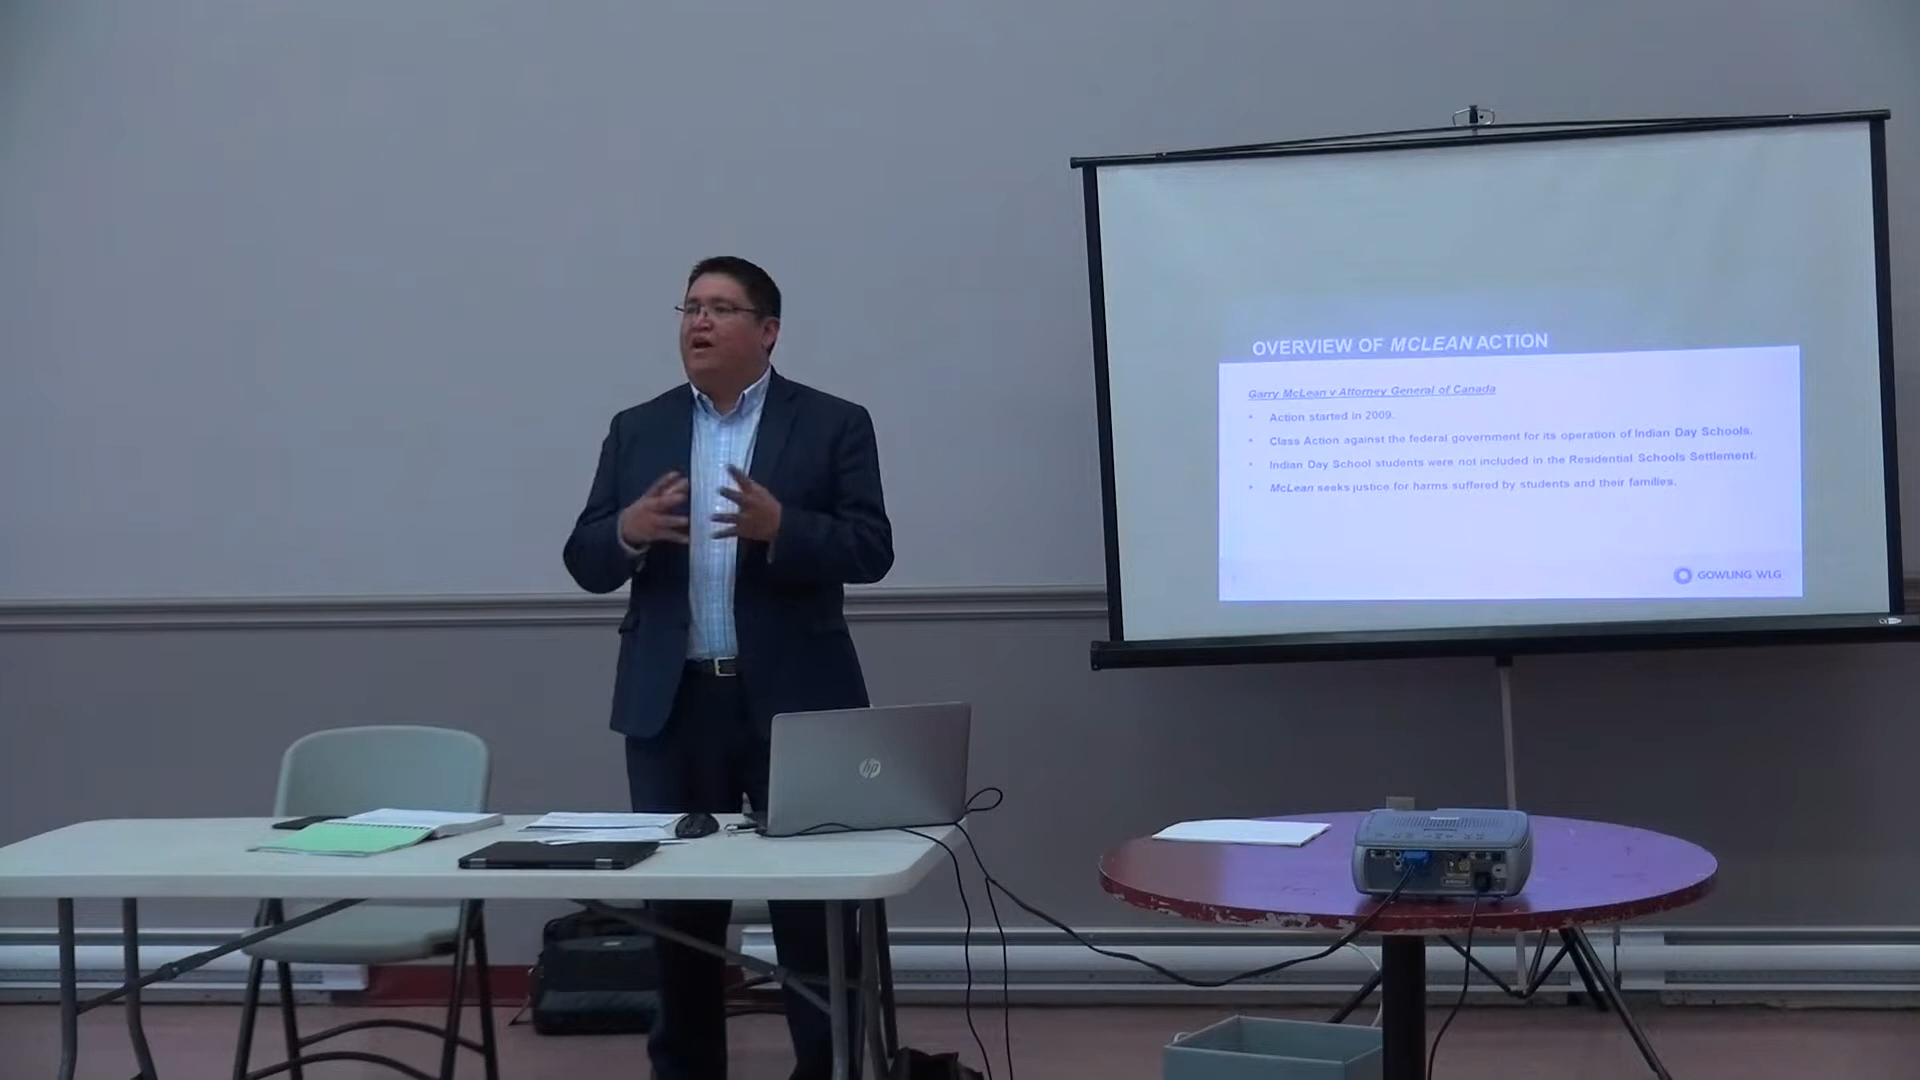 OVERVIEW OF MCLEAN ACTION
Garry McLean v Attorney General of Canada
• Action started in 2009.
• Class Action against the federal government for its operation of Indian Day Schools.
• Indian Day School students were not included in the Residential Schools Settlement.
• McLean seeks justice for harms suffered by students and their families.
GOWLING WLG
hp